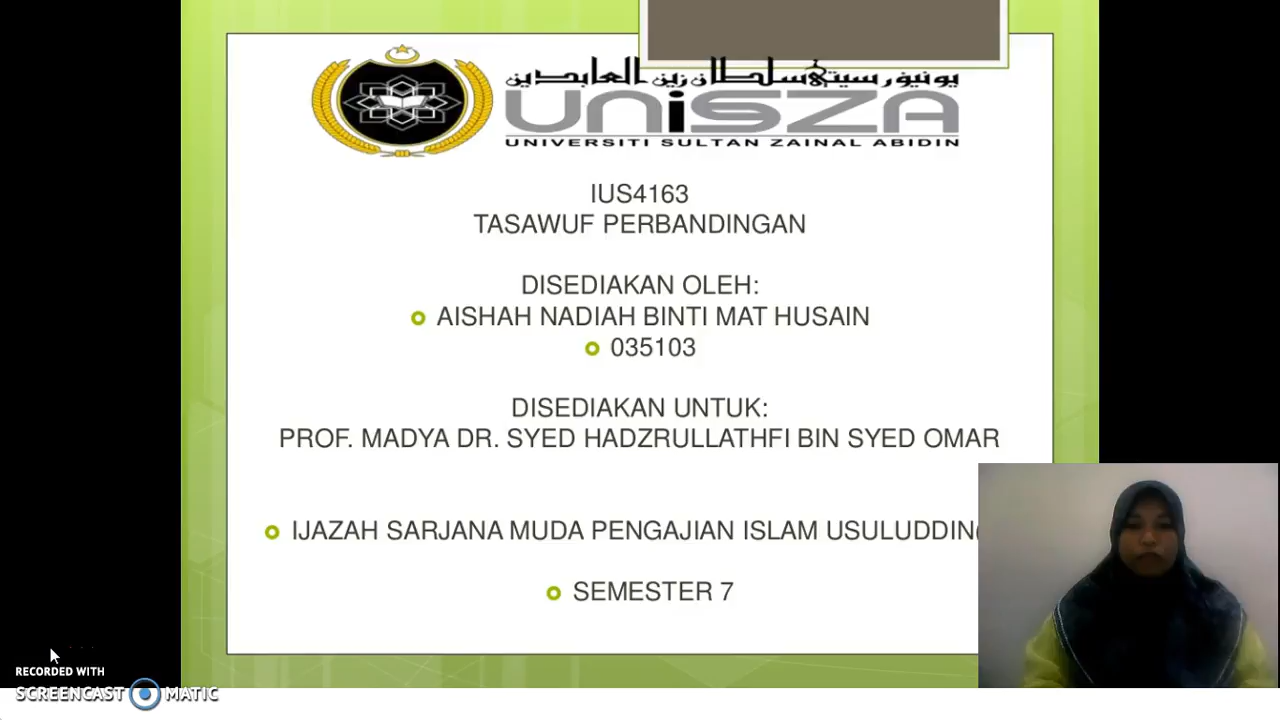 يونيۏرسيتي سلطان زين العابدين
UNiSZA
UNIVERSITI SULTAN ZAINAL ABIDIN
IUS4163
TASAWUF PERBANDINGAN
DISEDIAKAN OLEH:
AISHAH NADIAH BINTI MAT HUSAIN
035103
DISEDIAKAN UNTUK:
PROF. MADYA DR. SYED HADZRULLATHFI BIN SYED OMAR
IJAZAH SARJANA MUDA PENGAJIAN ISLAM USULUDDIN
SEMESTER 7
RECORDED WITH
SCREENCAST MATIC